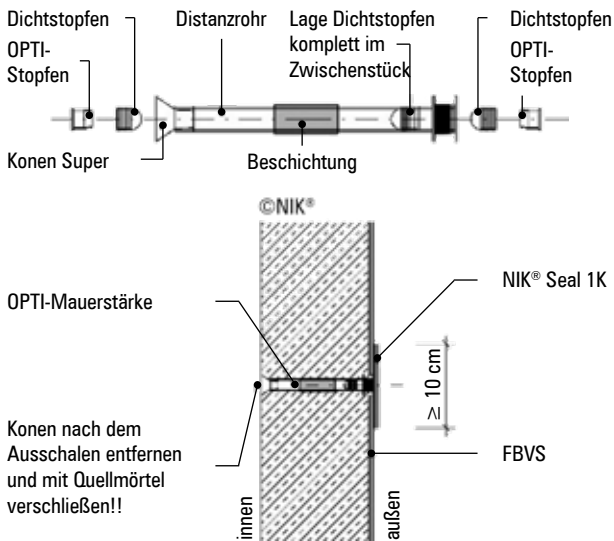 Dichtstopfen
OPTI-
Stopfen
Distanzrohr
Lage Dichtstopfen
komplett im
Zwischenstück
Dichtstopfen
OPTI-
Stopfen
Konen Super
Beschichtung
©NIK®
OPTI-Mauerstärke
NIK® Seal 1K
≥ 10 cm
Konen nach dem
Ausschalen entfernen
und mit Quellmörtel
verschließen!!
FBVS
innen
außen